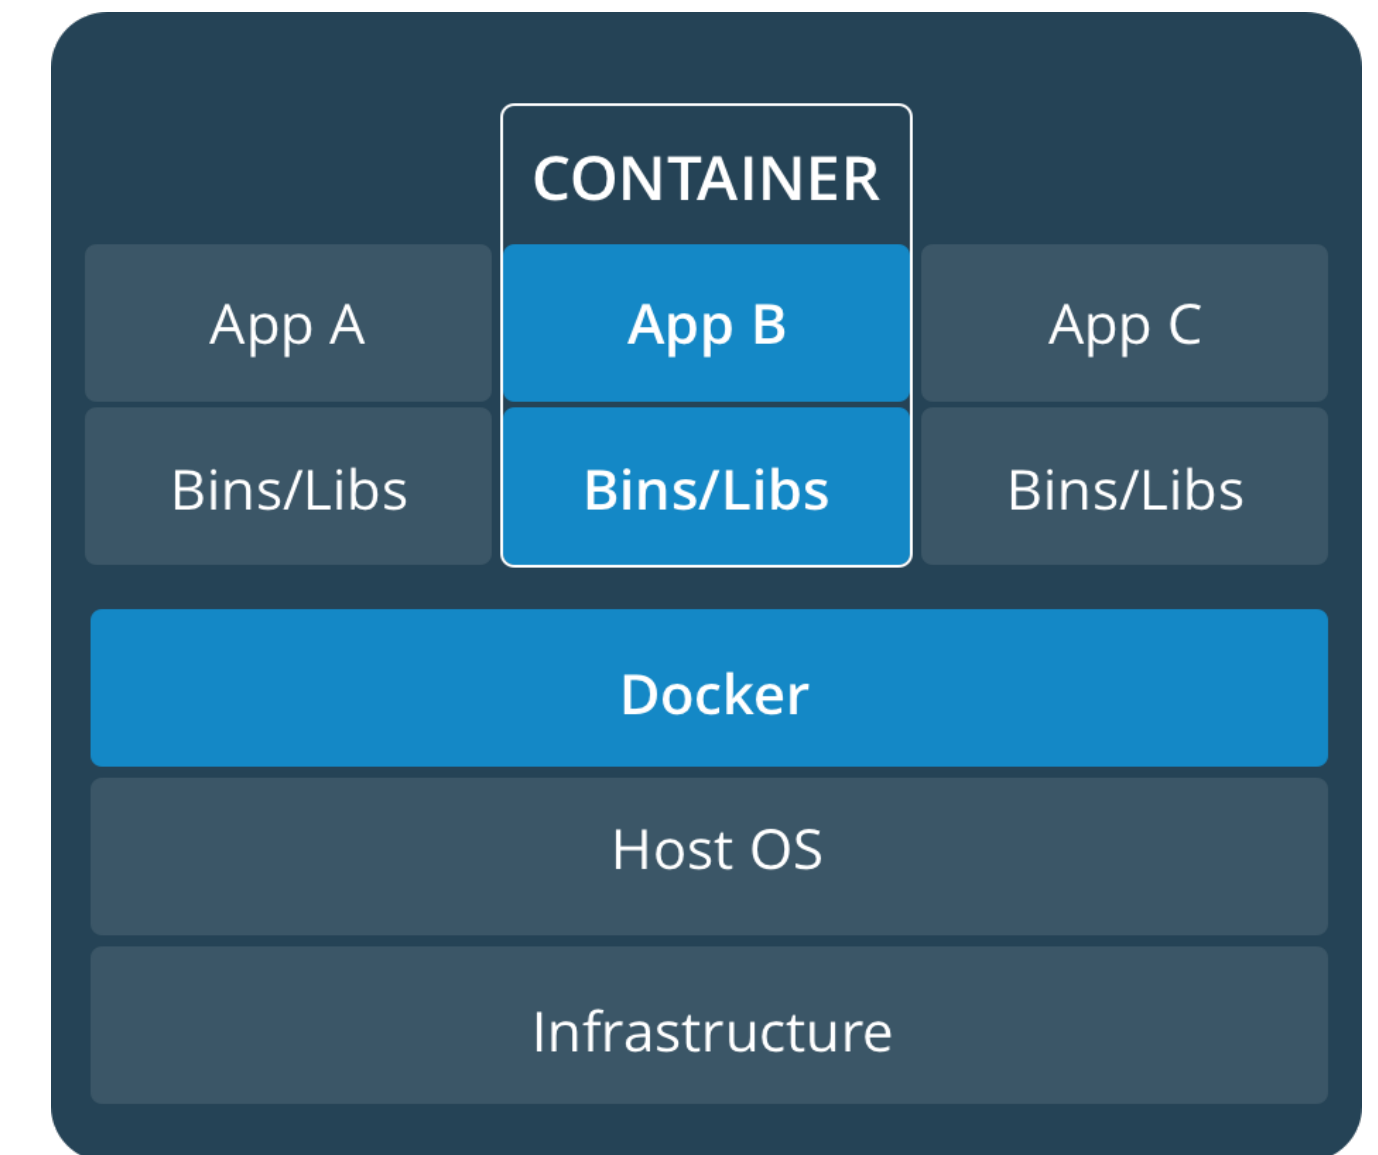 CONTAINER
App A
App B
App C
Bins/Libs
Bins/Libs
Bins/Libs
Docker
Host OS
Infrastructure